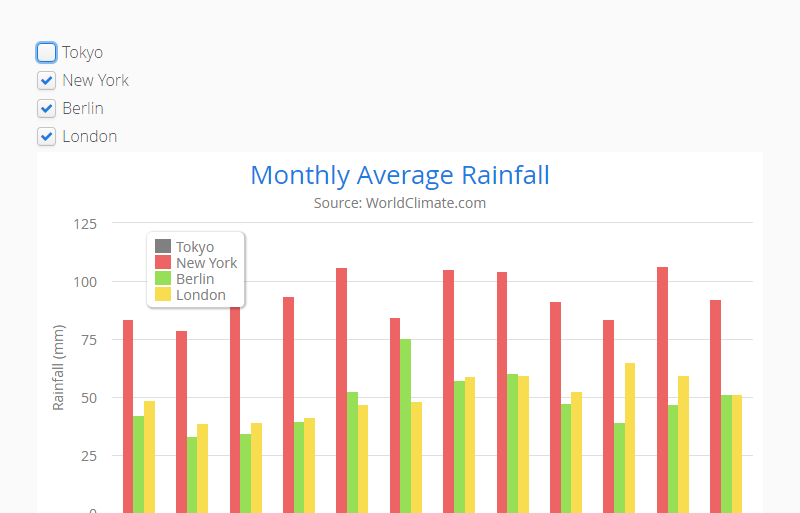 Tokyo
New York
Berlin
London
Monthly Average Rainfall
Source: WorldClimate.com
125
Tokyo
New York
Berlin
London
100
75
Rainfall (mm)
50
25
0